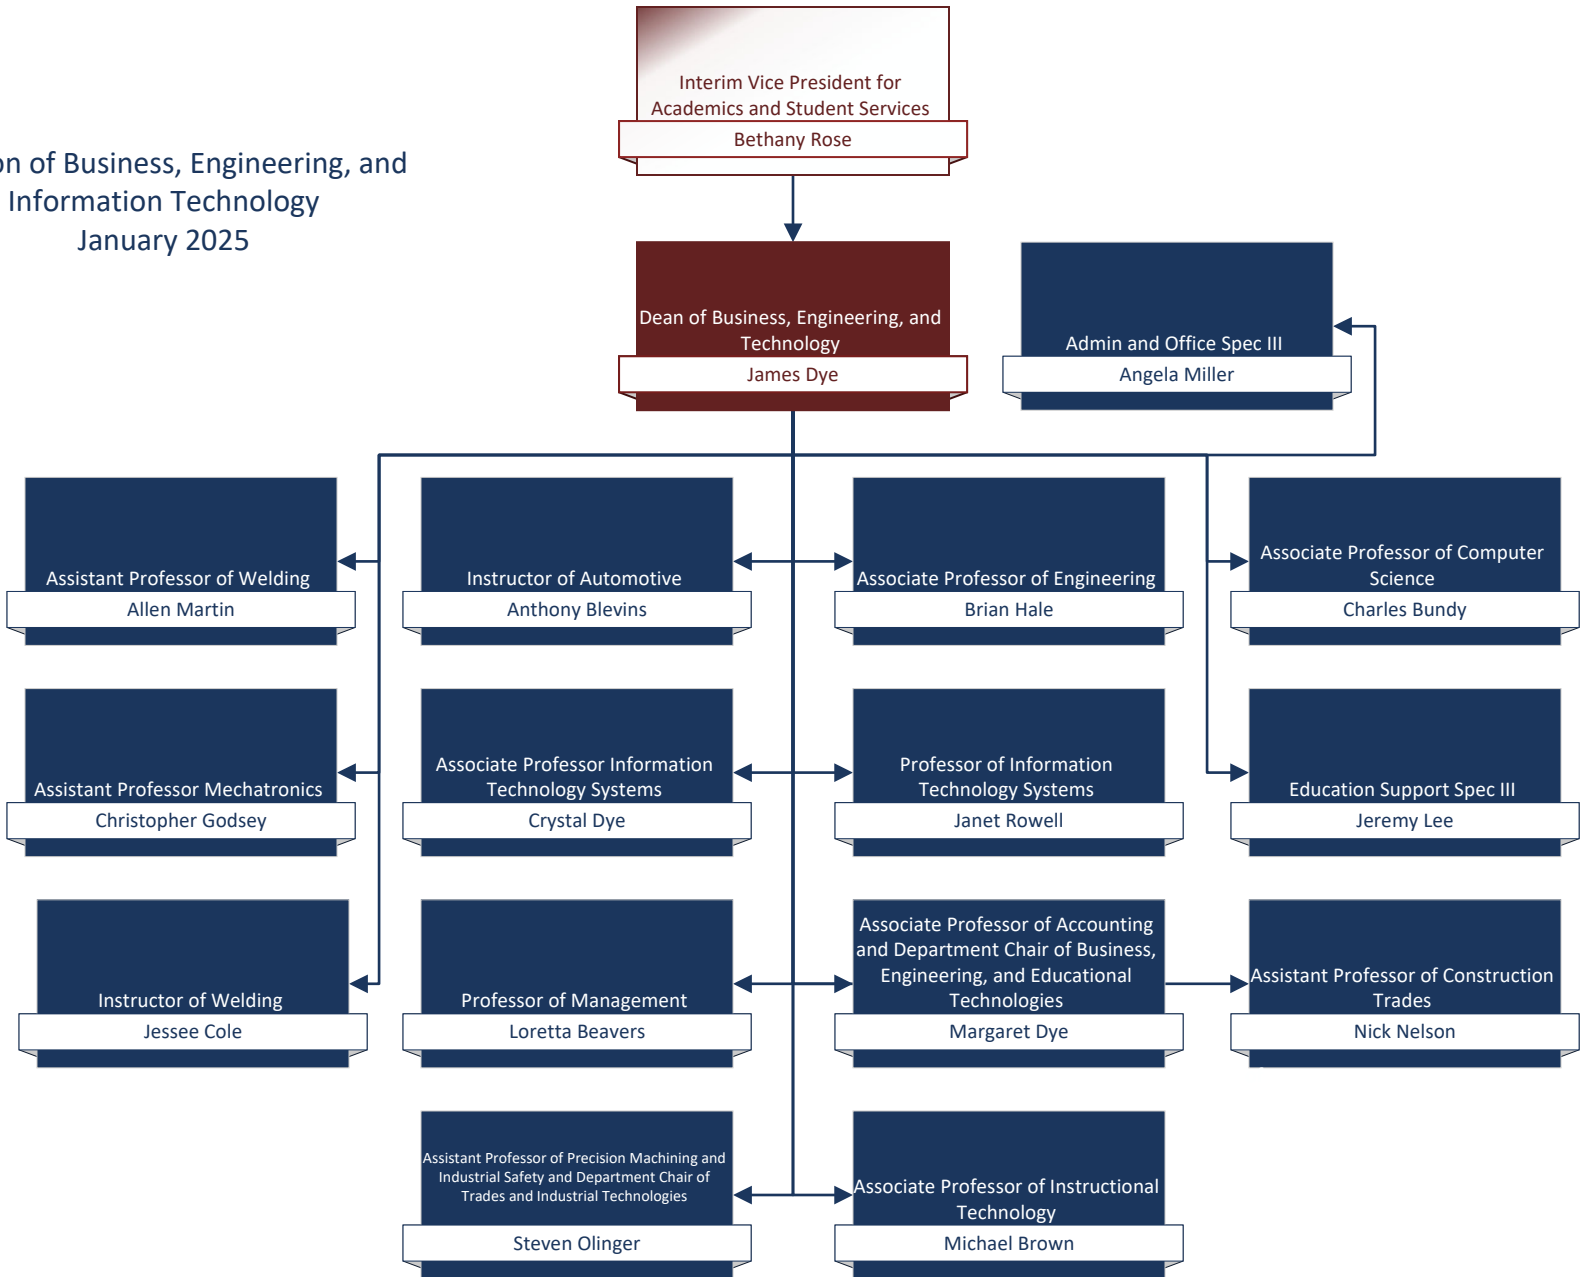 Interim Vice President for
Academics and Student Services
Bethany Rose
on of Business, Engineering, and
Information Technology
January 2025
Dean of Business, Engineering, and
Technology
James Dye
Admin and Office Spec III
Angela Miller
Assistant Professor of Welding
Allen Martin
Instructor of Automotive
Anthony Blevins
Associate Professor of Engineering
Brian Hale
Associate Professor of Computer
Science
Charles Bundy
Assistant Professor Mechatronics
Christopher Godsey
Associate Professor Information
Technology Systems
Crystal Dye
Professor of Information
Technology Systems
Janet Rowell
Education Support Spec III
Jeremy Lee
Instructor of Welding
Jessee Cole
Professor of Management
Loretta Beavers
Associate Professor of Accounting
and Department Chair of Business,
Engineering, and Educational
Technologies
Margaret Dye
Assistant Professor of Construction
Trades
Nick Nelson
Assistant Professor of Precision Machining and
Industrial Safety and Department Chair of
Trades and Industrial Technologies
Steven Olinger
Associate Professor of Instructional
Technology
Michael Brown